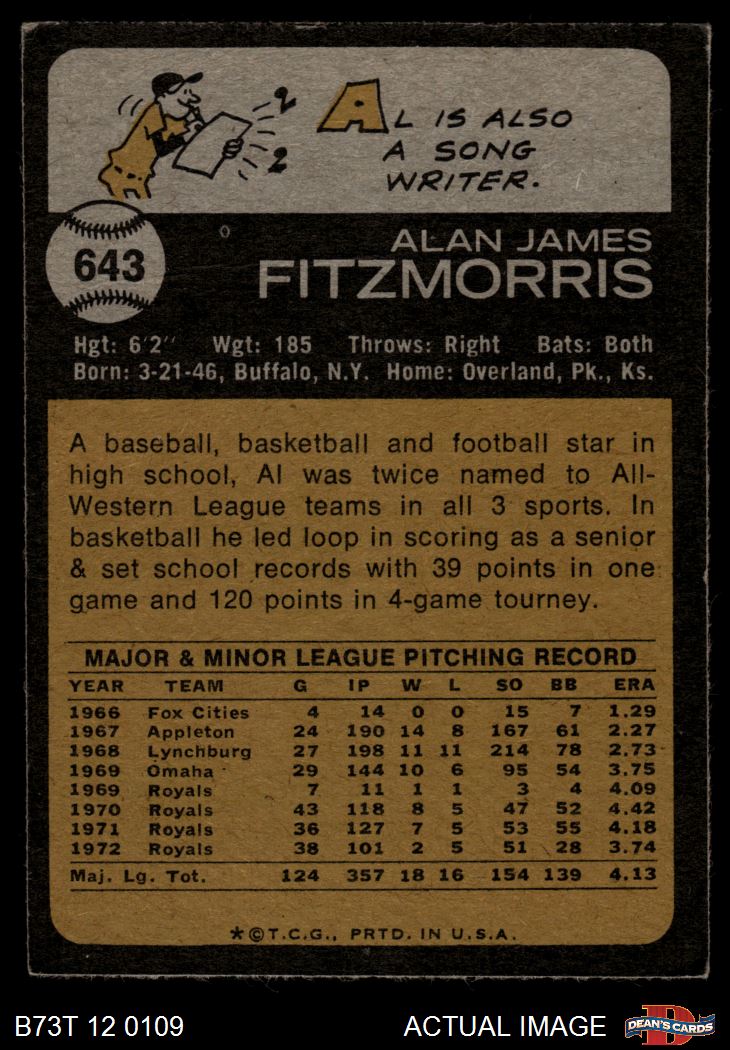 AL IS ALSO
A SONG
WRITER.
2
2
643
ALAN JAMES
FITZMORRIS
Hgt: 6'2" Wgt: 185 Throws: Right Bats: Both
Born: 3-21-46, Buffalo, N.Y. Home: Overland, Pk., Ks.
A baseball, basketball and football star in
high school, Al was twice named to All-
Western League teams in all 3 sports. In
basketball he led loop in scoring as a senior
& set school records with 39 points in one
game and 120 points in 4-game tourney.
MAJOR & MINOR LEAGUE PITCHING RECORD
YEAR TEAM G IP W L SO BB ERA
1966 Fox Cities 4 14 0 0 15 7 1.29
1967 Appleton 24 190 14 8 167 61 2.27
1968 Lynchburg 27 198 11 11 214 78 2.73
1969 Omaha 29 144 10 6 95 54 3.75
1969 Royals 7 11 1 1 3 4 4.09
1970 Royals 43 118 8 5 47 52 4.42
1971 Royals 36 127 7 5 53 55 4.18
1972 Royals 38 101 2 5 51 28 3.74
Maj. Lg. Tot. 124 357 18 16 154 139 4.13
*©T.C.G., PRTD. IN U.S.A.
B73T 12 0109 ACTUAL IMAGE
D
DEAN'S CARDS